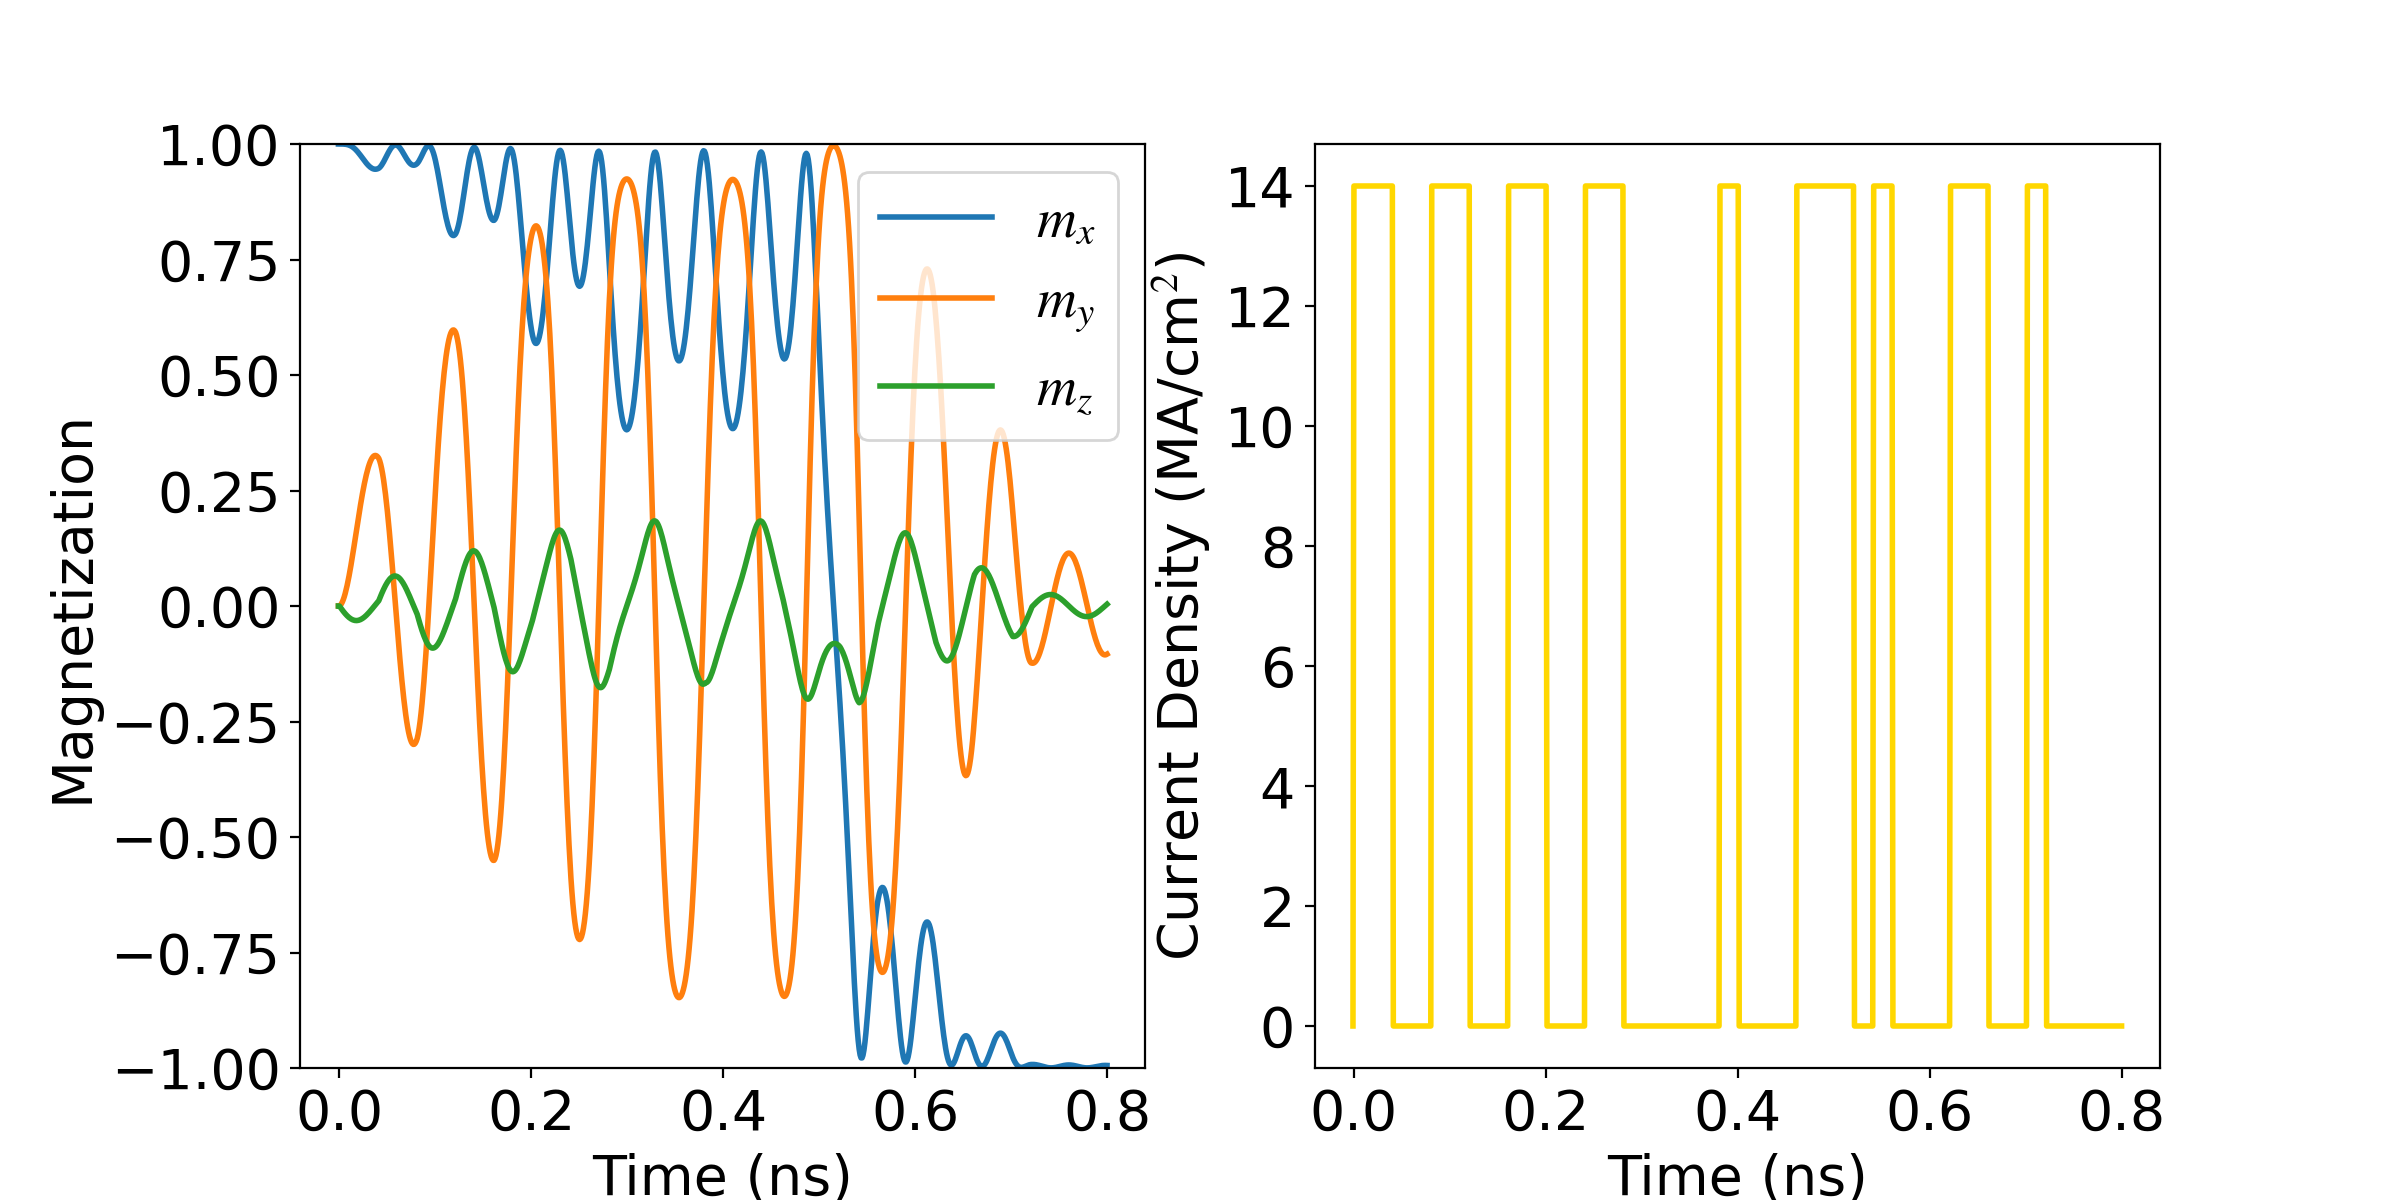 Magnetization
1.00
0.75
0.50
0.25
0.00
−0.25
−0.50
−0.75
−1.00
0.0 0.2 0.4 0.6 0.8
Time (ns)
m_x
m_y
m_z
Current Density (MA/cm²)
14
12
10
8
6
4
2
0
0.0 0.2 0.4 0.6 0.8
Time (ns)